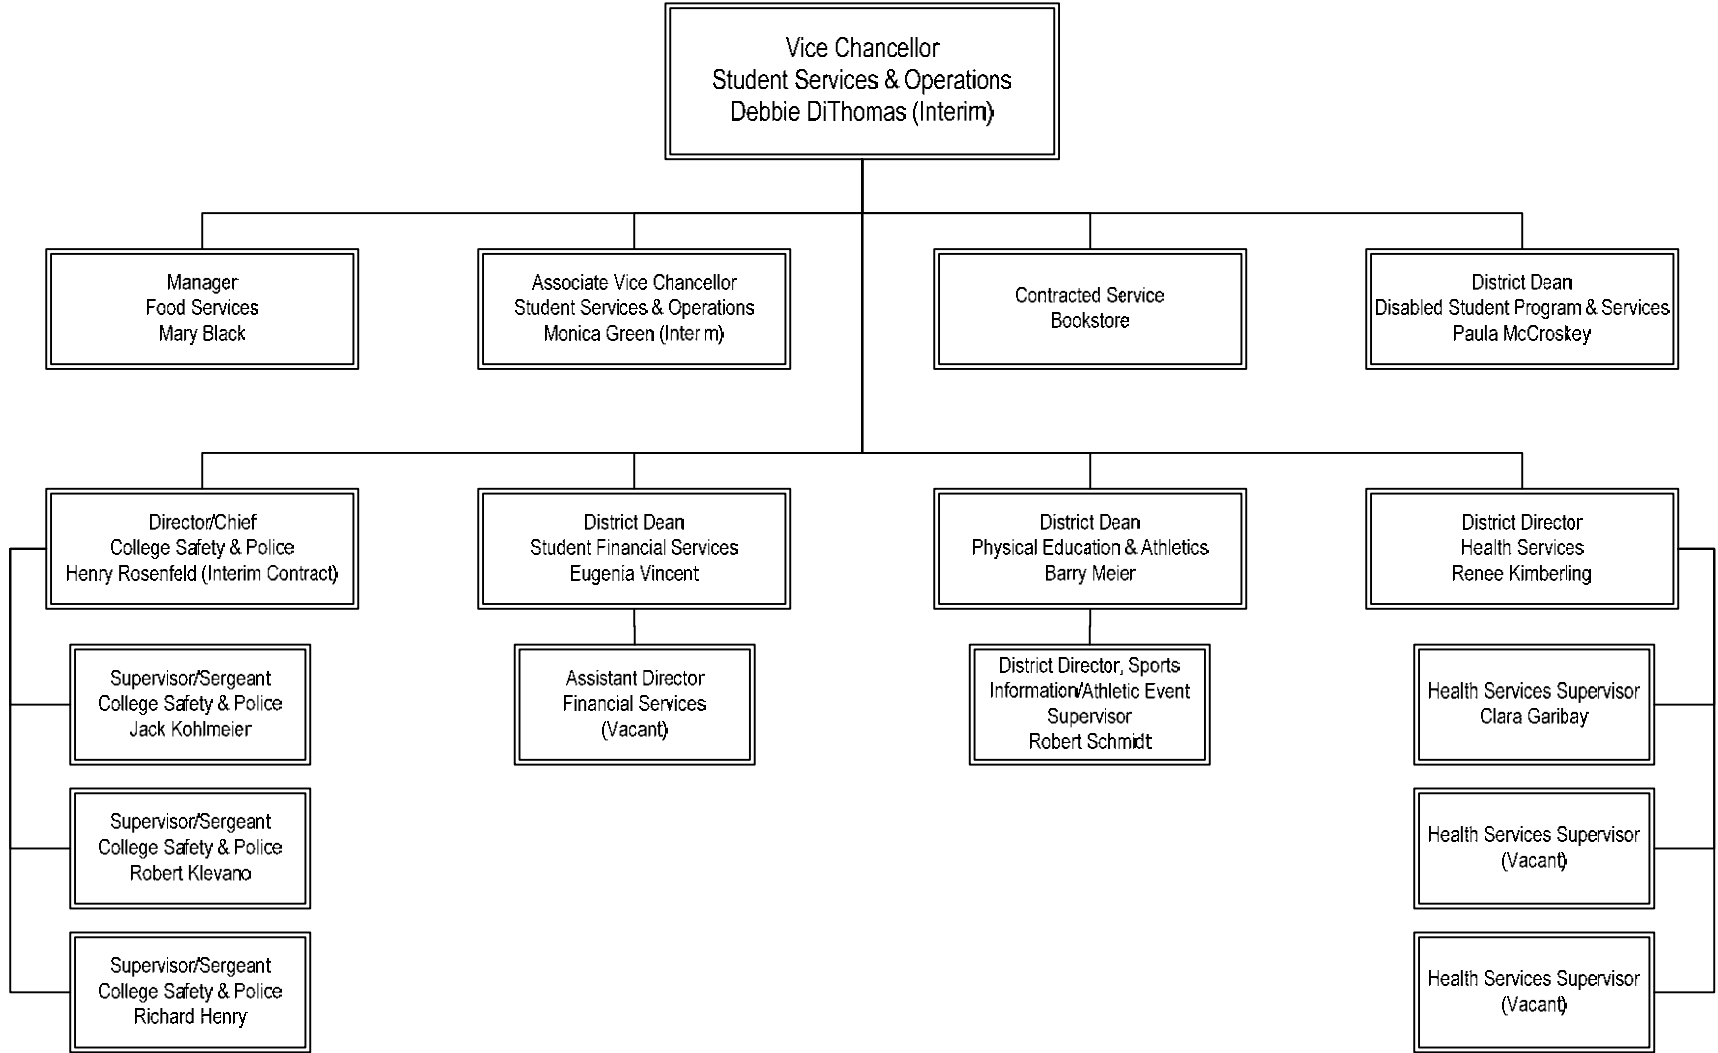 Vice Chancellor
Student Services & Operations
Debbie DiThomas (Interim)
Manager
Food Services
Mary Black
Associate Vice Chancellor
Student Services & Operations
Monica Green (Interim)
Contracted Service
Bookstore
District Dean
Disabled Student Program & Services
Paula McCroskey
Director/Chief
College Safety & Police
Henry Rosenfeld (Interim Contract)
District Dean
Student Financial Services
Eugenia Vincent
District Dean
Physical Education & Athletics
Barry Meier
District Director
Health Services
Renee Kimberling
Supervisor/Sergeant
College Safety & Police
Jack Kohlmeier
Assistant Director
Financial Services
(Vacant)
District Director, Sports
Information/Athletic Event
Supervisor
Robert Schmidt
Health Services Supervisor
Clara Garibay
Supervisor/Sergeant
College Safety & Police
Robert Klevano
Health Services Supervisor
(Vacant)
Supervisor/Sergeant
College Safety & Police
Richard Henry
Health Services Supervisor
(Vacant)